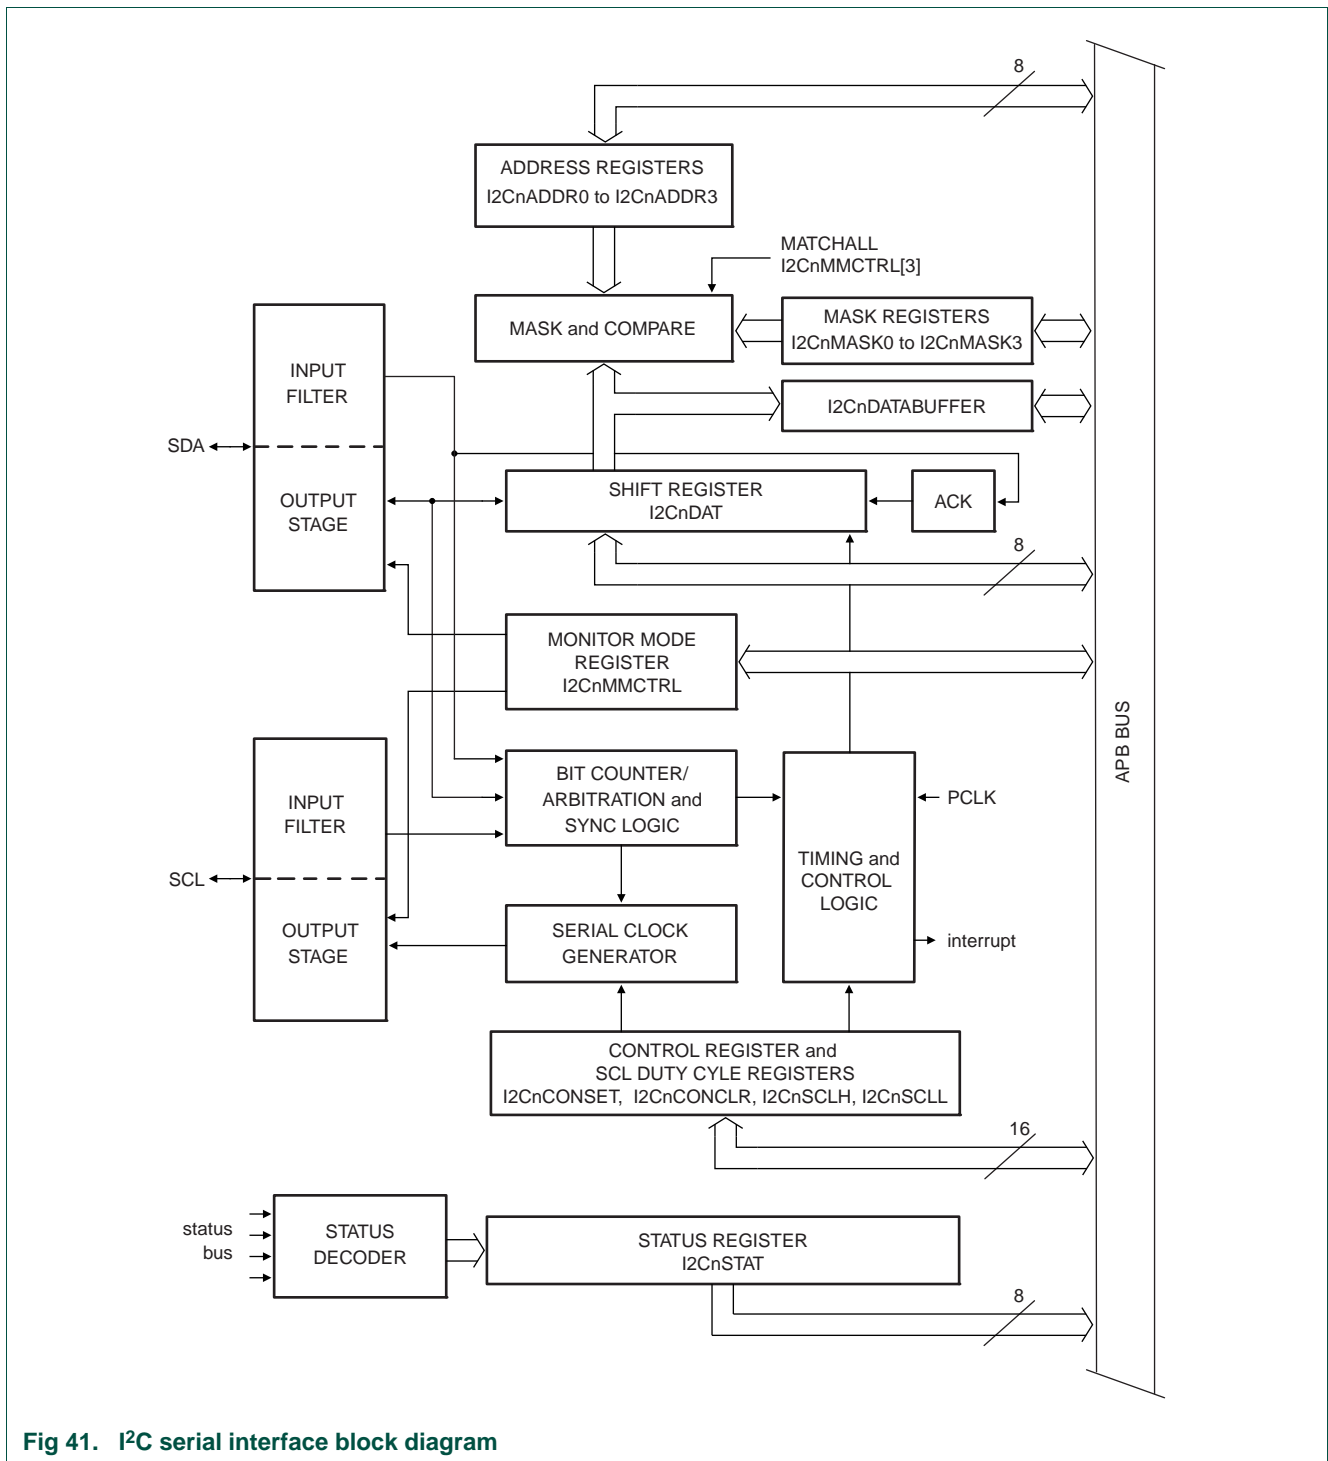 8
ADDRESS REGISTERS
I2CnADDR0 to I2CnADDR3
MATCHALL
I2CnMMCTRL[3]
MASK and COMPARE
MASK REGISTERS
I2CnMASK0 to I2CnMASK3
I2CnDATABUFFER
INPUT
FILTER
SDA
OUTPUT
STAGE
SHIFT REGISTER
I2CnDAT
ACK
8
MONITOR MODE
REGISTER
I2CnMMCTRL
APB BUS
INPUT
FILTER
SCL
OUTPUT
STAGE
BIT COUNTER/
ARBITRATION and
SYNC LOGIC
PCLK
TIMING and
CONTROL
LOGIC
interrupt
SERIAL CLOCK
GENERATOR
CONTROL REGISTER and
SCL DUTY CYLE REGISTERS
I2CnCONSET, I2CnCONCLR, I2CnSCLH, I2CnSCLL
16
status
bus
STATUS
DECODER
STATUS REGISTER
I2CnSTAT
8
Fig 41. I²C serial interface block diagram